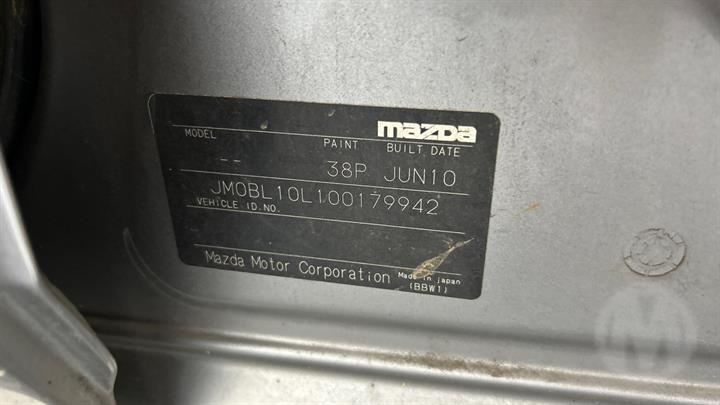 mazda
MODEL PAINT BUILT DATE
-- 38P JUN10
JM0BL10L100179942
VEHICLE ID.NO.
Mazda Motor Corporation Made in japan
(BBW1)
M